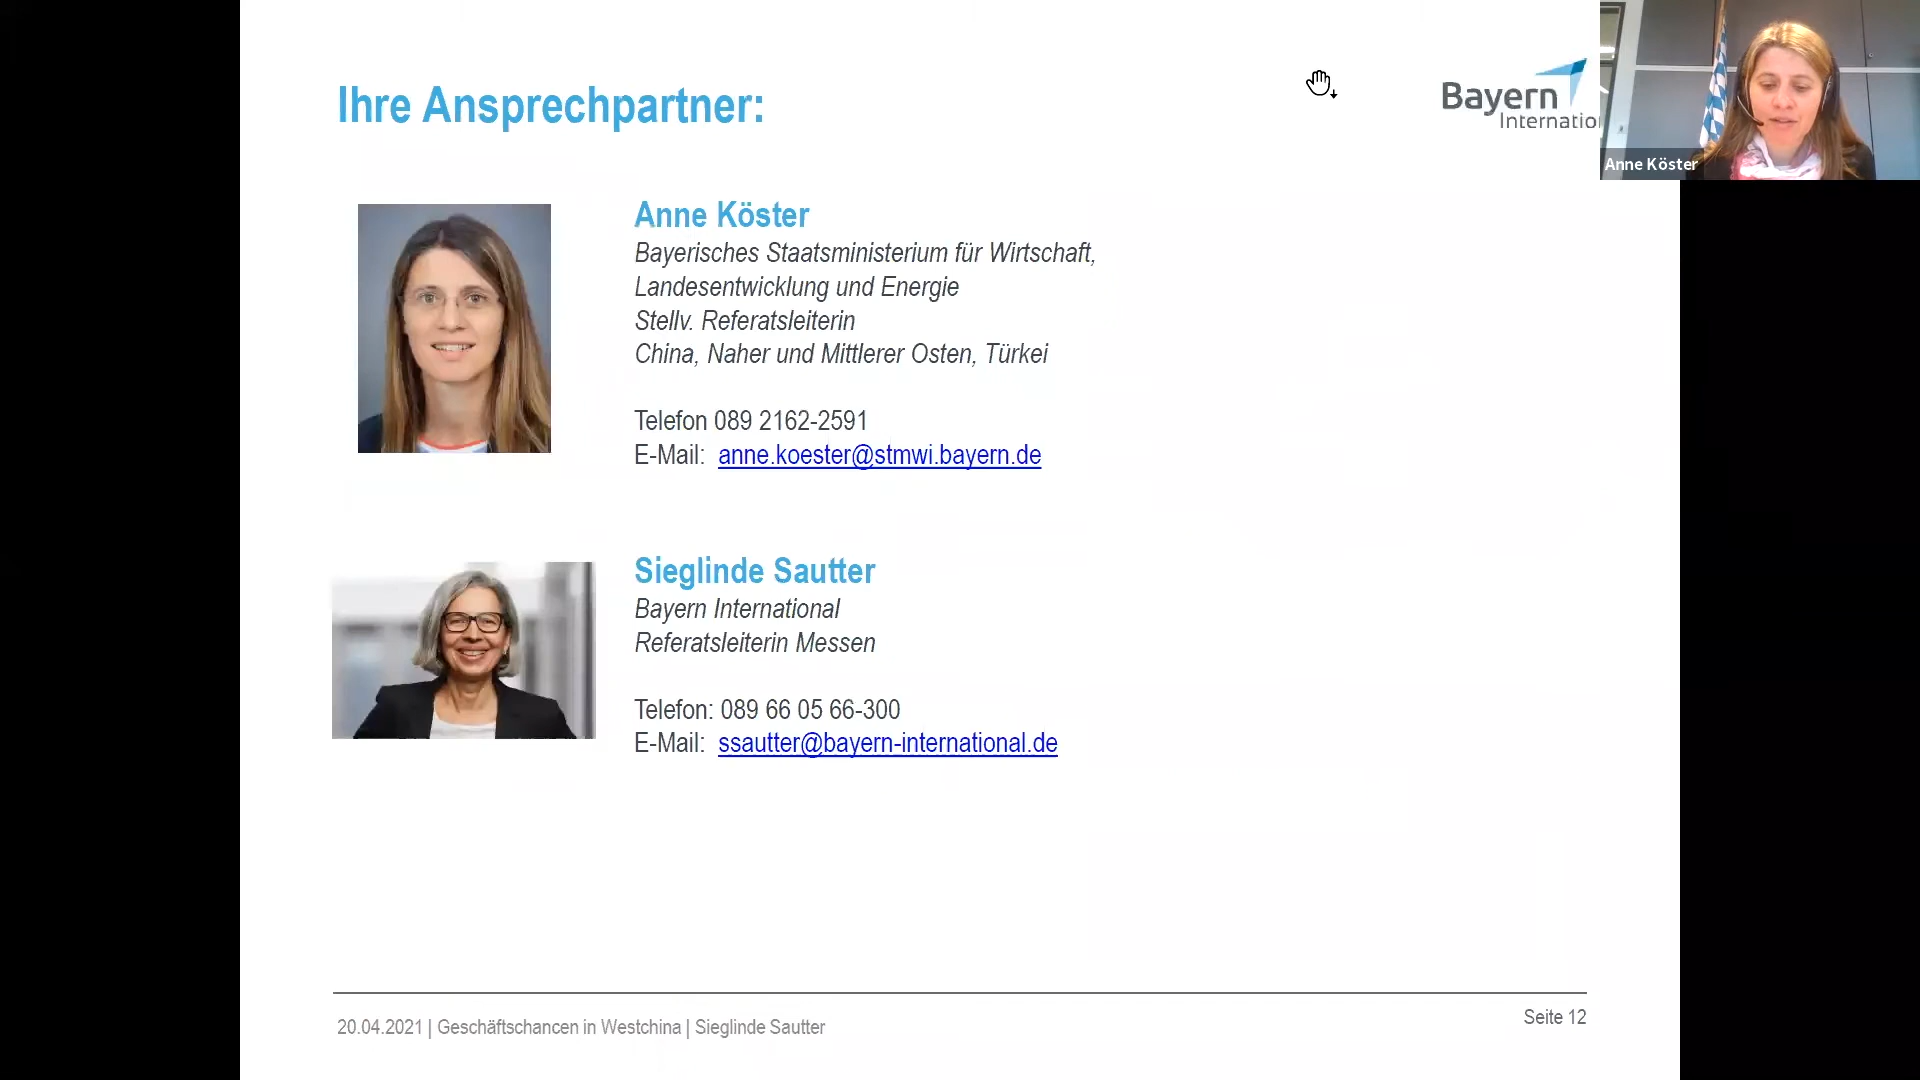 Ihre Ansprechpartner:
Bayern
Internatio
Anne Köster
Anne Köster
Bayerisches Staatsministerium für Wirtschaft,
Landesentwicklung und Energie
Stellv. Referatsleiterin
China, Naher und Mittlerer Osten, Türkei
Telefon 089 2162-2591
E-Mail: anne.koester@stmwi.bayern.de
Sieglinde Sautter
Bayern International
Referatsleiterin Messen
Telefon: 089 66 05 66-300
E-Mail: ssautter@bayern-international.de
20.04.2021 | Geschäftschancen in Westchina | Sieglinde Sautter
Seite 12